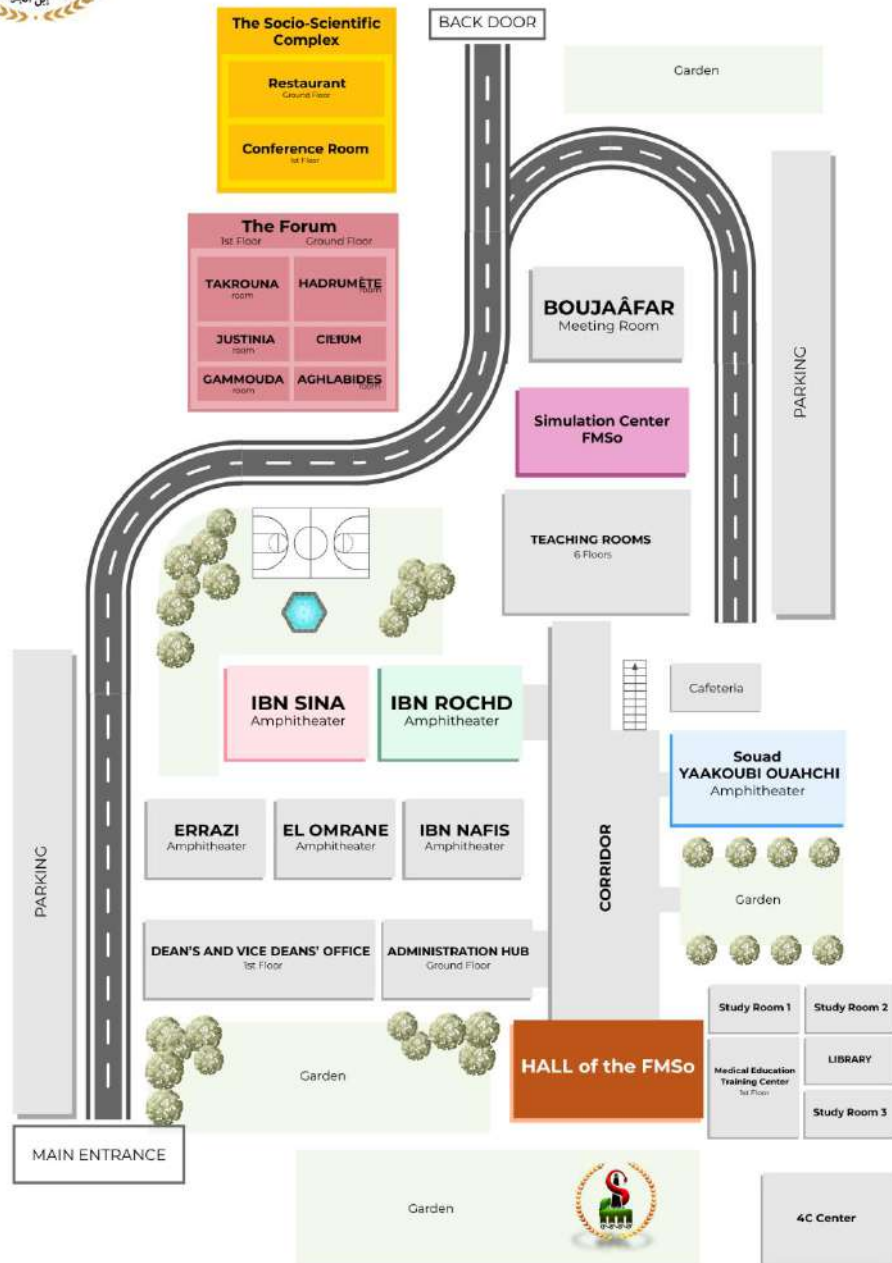 The Socio-Scientific
Complex
Restaurant
Ground Floor
Conference Room
1st Floor
BACK DOOR
Garden
The Forum
1st Floor
Ground Floor
TAKROUNA
room
HADRUMÊTE
room
JUSTINIA
room
CILIUM
GAMMOUDA
room
AGHLABIDES
room
BOUJAÂFAR
Meeting Room
PARKING
Simulation Center
FMSo
TEACHING ROOMS
6 Floors
IBN SINA
Amphitheater
IBN ROCHD
Amphitheater
Cafeteria
Souad
YAAKOUBI OUAHCHI
Amphitheater
ERRAZI
Amphitheater
EL OMRANE
Amphitheater
IBN NAFIS
Amphitheater
CORRIDOR
PARKING
Garden
DEAN'S AND VICE DEANS' OFFICE
1st Floor
ADMINISTRATION HUB
Ground Floor
Study Room 1
Study Room 2
HALL of the FMSo
Medical Education
Training Center
1st Floor
LIBRARY
Study Room 3
Garden
MAIN ENTRANCE
Garden
4C Center